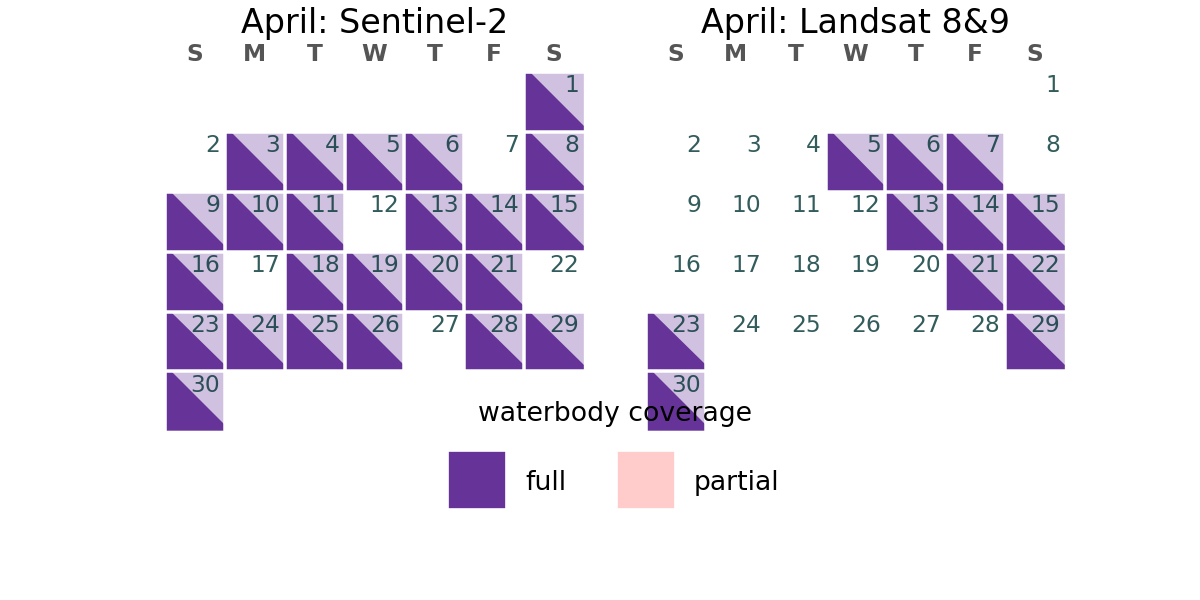 April: Sentinel-2
S M T W T F S
1
2 3 4 5 6 7 8
9 10 11 12 13 14 15
16 17 18 19 20 21 22
23 24 25 26 27 28 29
30
April: Landsat 8&9
S M T W T F S
1
2 3 4 5 6 7 8
9 10 11 12 13 14 15
16 17 18 19 20 21 22
23 24 25 26 27 28 29
30
waterbody coverage
full partial